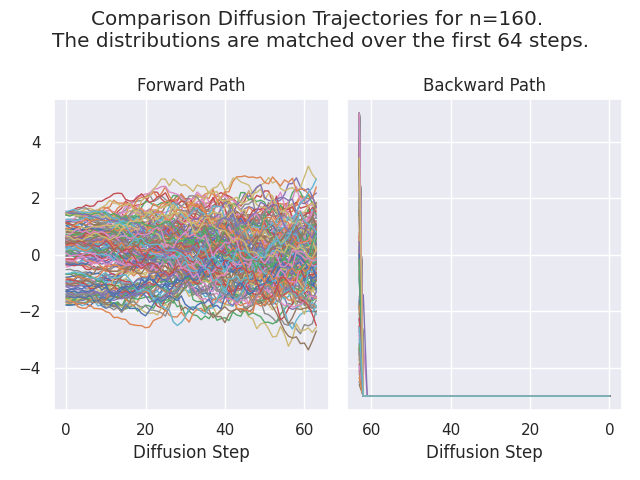 Comparison Diffusion Trajectories for n=160.
The distributions are matched over the first 64 steps.
Forward Path
Backward Path
4
2
0
−2
−4
0 20 40 60
60 40 20 0
Diffusion Step
Diffusion Step